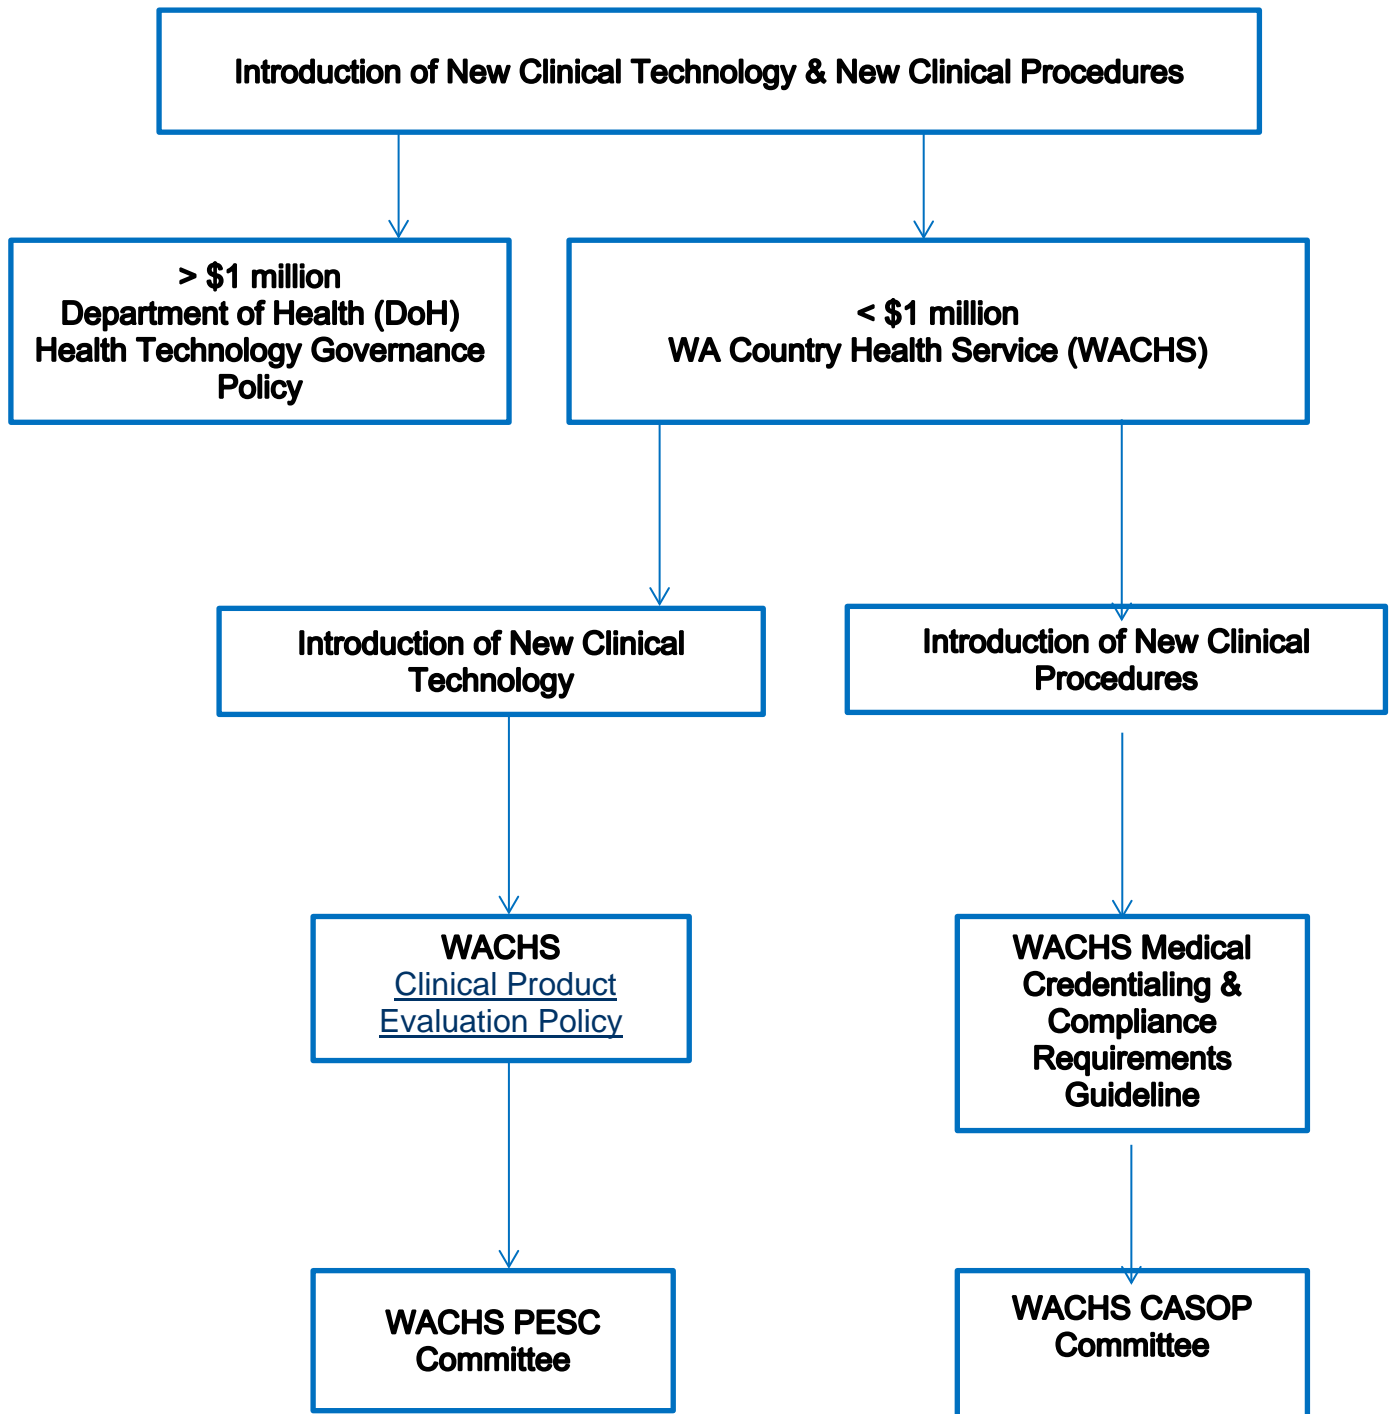 Introduction of New Clinical Technology & New Clinical Procedures
> $1 million
Department of Health (DoH)
Health Technology Governance
Policy
< $1 million
WA Country Health Service (WACHS)
Introduction of New Clinical
Technology
Introduction of New Clinical
Procedures
WACHS
Clinical Product
Evaluation Policy
WACHS Medical
Credentialing &
Compliance
Requirements
Guideline
WACHS PESC
Committee
WACHS CASOP
Committee